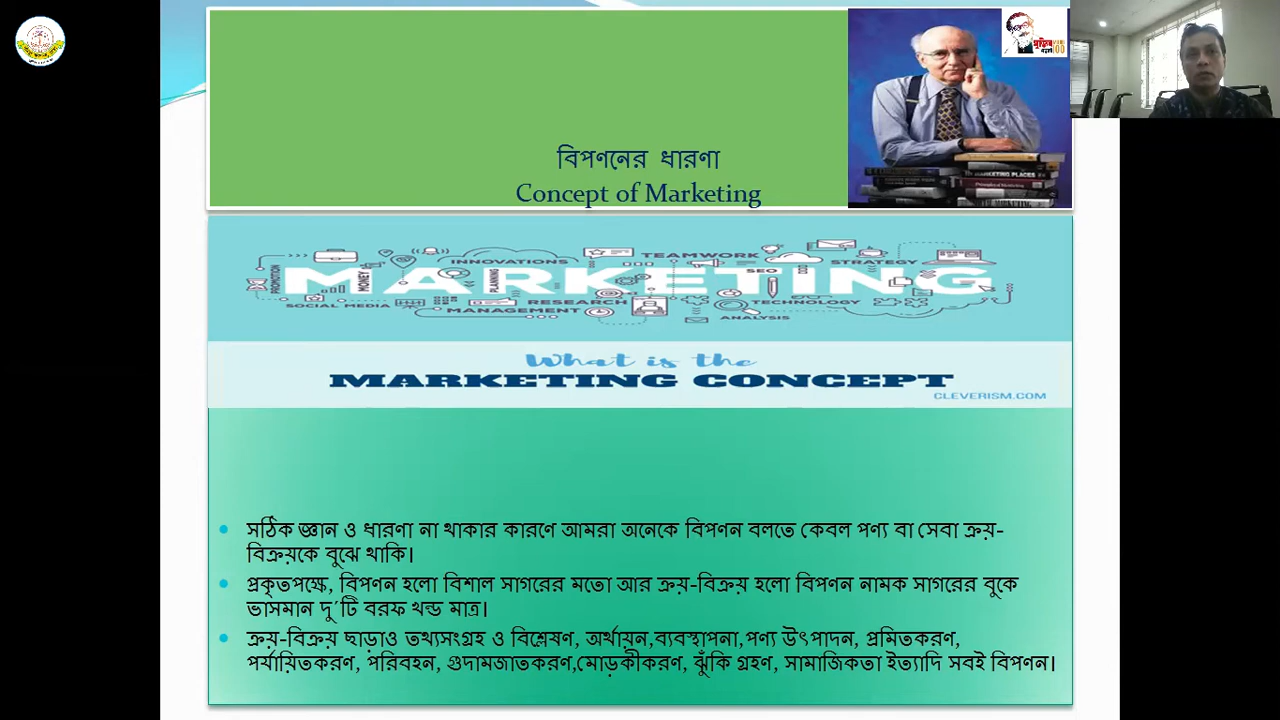 বিপণনের ধারণা
Concept of Marketing
MARKETING PLACES
INNOVATIONS
TEAMWORK
STRATEGY
SEO
PROMOTION
MONEY
PLANNING
MARKETING
SOCIAL MEDIA
RESEARCH
TECHNOLOGY
MANAGEMENT
ANALYSIS
What is the
MARKETING CONCEPT
CLEVERISM.COM
সঠিক জ্ঞান ও ধারণা না থাকার কারণে আমরা অনেকে বিপণন বলতে কেবল পণ্য বা সেবা ক্রয়-
বিক্রয়কে বুঝে থাকি।
প্রকৃতপক্ষে, বিপণন হলো বিশাল সাগরের মতো আর ক্রয়-বিক্রয় হলো বিপণন নামক সাগরের বুকে
ভাসমান দু'টি বরফ খন্ড মাত্র।
ক্রয়-বিক্রয় ছাড়াও তথ্যসংগ্রহ ও বিশ্লেষণ, অর্থায়ন,ব্যবস্থাপনা,পণ্য উৎপাদন, প্রমিতকরণ,
পর্যায়িতকরণ, পরিবহন, গুদামজাতকরণ,মোড়কীকরণ, ঝুঁকি গ্রহণ, সামাজিকতা ইত্যাদি সবই বিপণন।